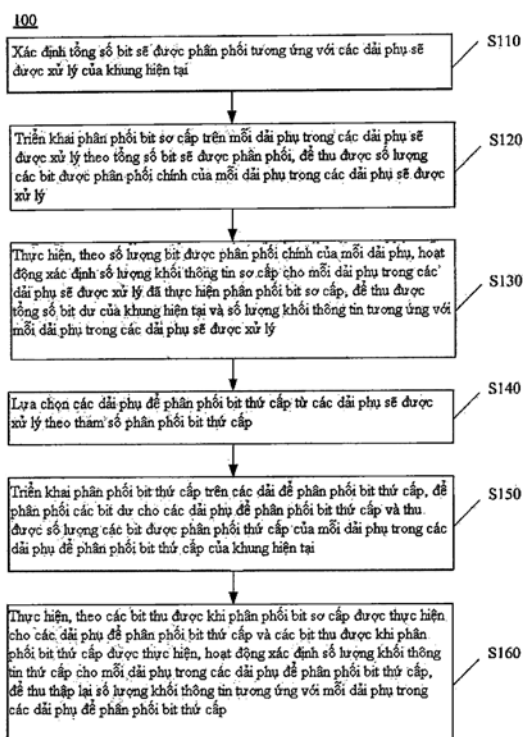 100
Xác định tổng số bit sẽ được phân phối tương ứng với các dải phụ sẽ
được xử lý của khung hiện tại
S110
Triển khai phân phối bit sơ cấp trên mỗi dải phụ trong các dải phụ sẽ
được xử lý theo tổng số bit sẽ được phân phối, để thu được số lượng
các bit được phân phối chính của mỗi dải phụ trong các dải phụ sẽ được
xử lý
S120
Thực hiện, theo số lượng bit được phân phối chính của mỗi dải phụ, hoạt
động xác định số lượng khối thông tin sơ cấp cho mỗi dải phụ trong các
dải phụ sẽ được xử lý đã thực hiện phân phối bit sơ cấp, để thu được
tổng số bit dư của khung hiện tại và số lượng khối thông tin tương ứng với
mỗi dải phụ trong các dải phụ sẽ được xử lý
S130
Lựa chọn các dải phụ để phân phối bit thứ cấp từ các dải phụ sẽ được
xử lý theo tham số phân phối bit thứ cấp
S140
Triển khai phân phối bit thứ cấp trên các dải để phân phối bit thứ cấp, để
phân phối các bit dư cho các dải phụ để phân phối bit thứ cấp và thu
được số lượng các bit được phân phối thứ cấp của mỗi dải phụ trong các
dải phụ để phân phối bit thứ cấp của khung hiện tại
S150
Thực hiện, theo các bit thu được khi phân phối bit sơ cấp được thực hiện
cho các dải phụ để phân phối bit thứ cấp và các bit thu được khi phân
phối bit thứ cấp được thực hiện, hoạt động xác định số lượng khối thông
tin thứ cấp cho mỗi dải phụ trong các dải phụ để phân phối bit thứ cấp,
để thu thập lại số lượng khối thông tin tương ứng với mỗi dải phụ trong
các dải phụ để phân phối bit thứ cấp
S160